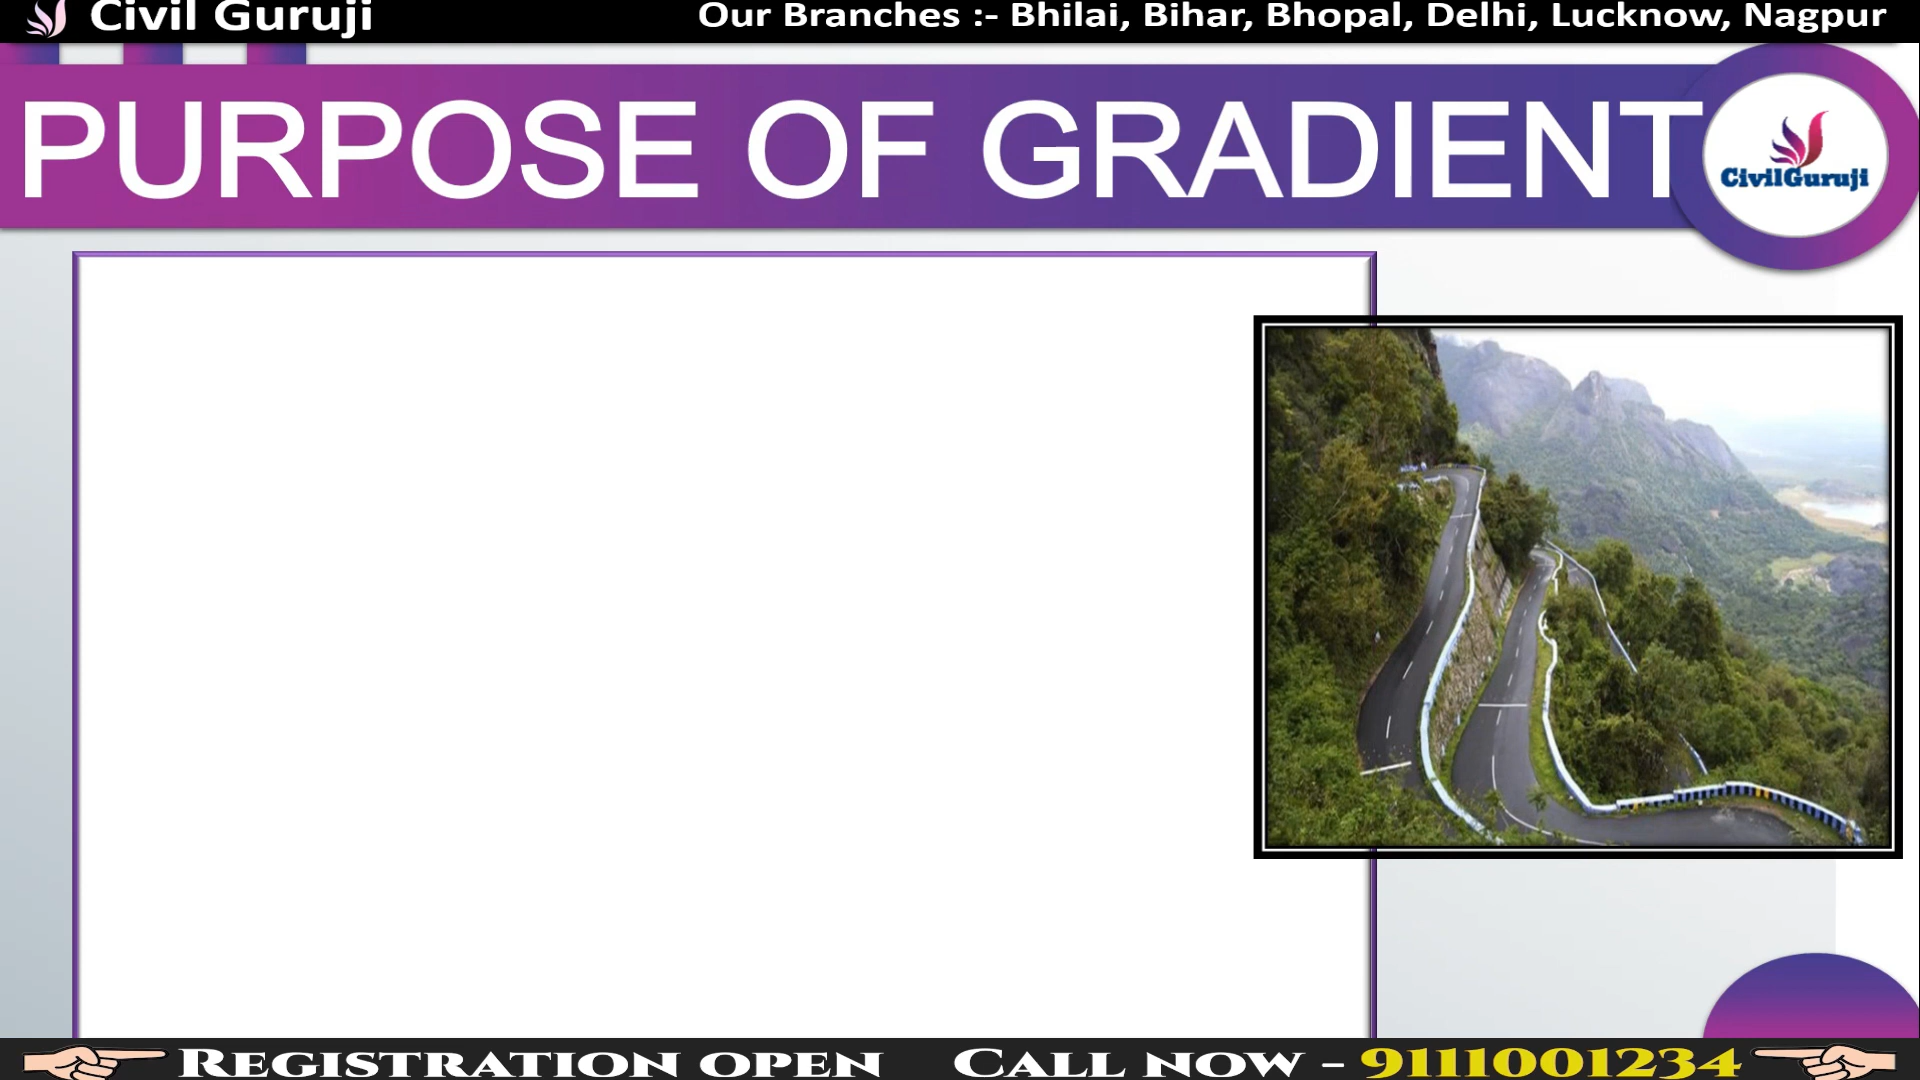 Civil Guruji
Our Branches :- Bhilai, Bihar, Bhopal, Delhi, Lucknow, Nagpur
PURPOSE OF GRADIENT
CivilGuruji
REGISTRATION OPEN CALL NOW - 9111001234